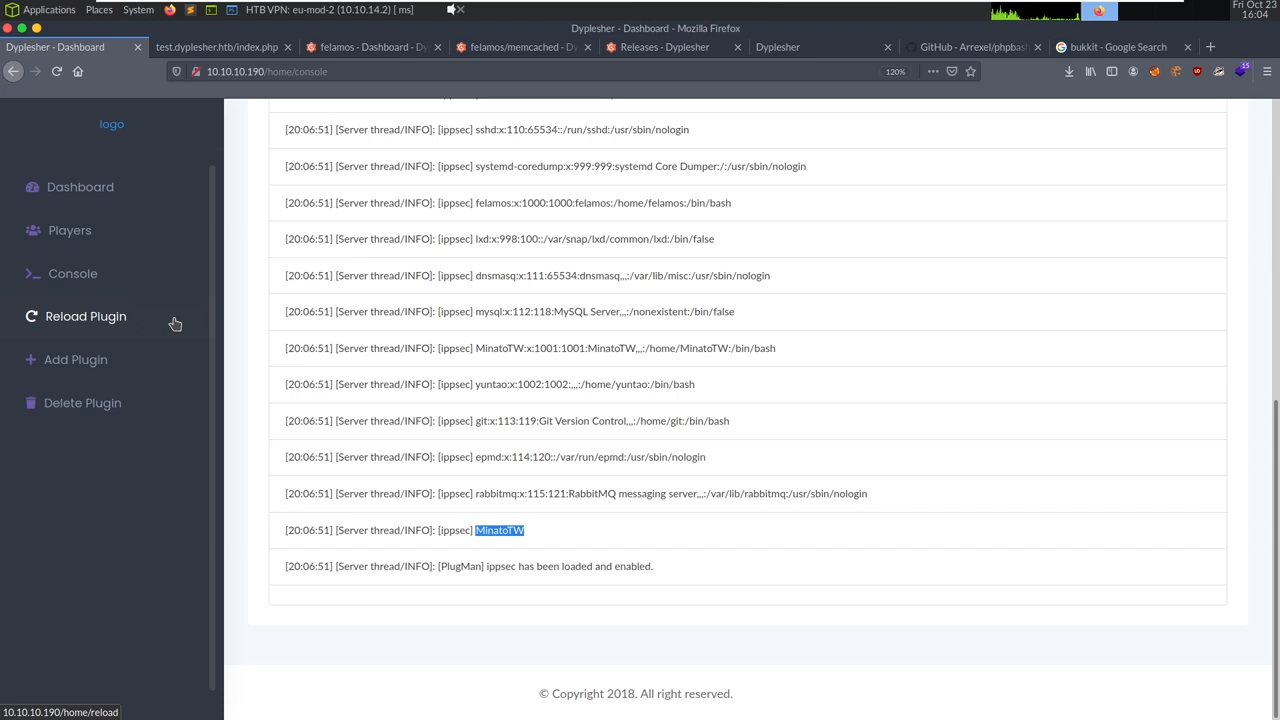 Applications Places System HTB VPN: eu-mod-2 (10.10.14.2) [ms] Fri Oct 23
16:04
Dyplesher - Dashboard - Mozilla Firefox
Dyplesher - Dashboard test.dyplesher.htb/index.php felamos - Dashboard - Dy felamos/memcached - Dy Releases - Dyplesher Dyplesher GitHub - Arrexel/phpbas bukkit - Google Search
10.10.10.190/home/console 120% 15
logo
Dashboard
Players
Console
Reload Plugin
Add Plugin
Delete Plugin
[20:06:51] [Server thread/INFO]: [ippsec] sshd:x:110:65534::/run/sshd:/usr/sbin/nologin
[20:06:51] [Server thread/INFO]: [ippsec] systemd-coredump:x:999:999:systemd Core Dumper:/:/usr/sbin/nologin
[20:06:51] [Server thread/INFO]: [ippsec] felamos:x:1000:1000:felamos:/home/felamos:/bin/bash
[20:06:51] [Server thread/INFO]: [ippsec] lxd:x:998:100::/var/snap/lxd/common/lxd:/bin/false
[20:06:51] [Server thread/INFO]: [ippsec] dnsmasq:x:111:65534:dnsmasq,,,:/var/lib/misc:/usr/sbin/nologin
[20:06:51] [Server thread/INFO]: [ippsec] mysql:x:112:118:MySQL Server,,,:/nonexistent:/bin/false
[20:06:51] [Server thread/INFO]: [ippsec] MinatoTW:x:1001:1001:MinatoTW,,,:/home/MinatoTW:/bin/bash
[20:06:51] [Server thread/INFO]: [ippsec] yuntao:x:1002:1002:,,,:/home/yuntao:/bin/bash
[20:06:51] [Server thread/INFO]: [ippsec] git:x:113:119:Git Version Control,,,:/home/git:/bin/bash
[20:06:51] [Server thread/INFO]: [ippsec] epmd:x:114:120::/var/run/epmd:/usr/sbin/nologin
[20:06:51] [Server thread/INFO]: [ippsec] rabbitmq:x:115:121:RabbitMQ messaging server,,,:/var/lib/rabbitmq:/usr/sbin/nologin
[20:06:51] [Server thread/INFO]: [ippsec] MinatoTW
[20:06:51] [Server thread/INFO]: [PlugMan] ippsec has been loaded and enabled.
© Copyright 2018. All right reserved.
10.10.10.190/home/reload